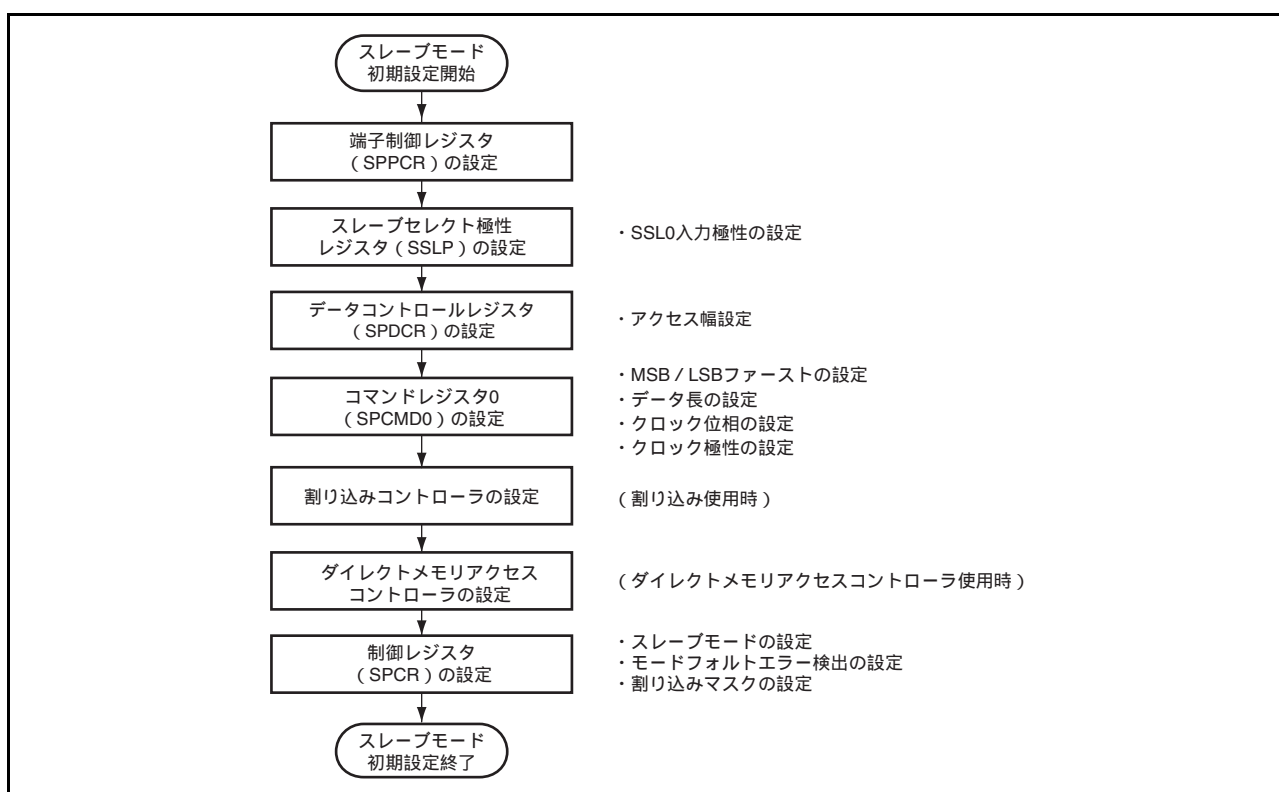 スレーブモード
初期設定開始
端子制御レジスタ
（SPPCR）の設定
スレーブセレクト極性
レジスタ（SSLP）の設定
・SSL0入力極性の設定
データコントロールレジスタ
（SPDCR）の設定
・アクセス幅設定
コマンドレジスタ0
（SPCMD0）の設定
・MSB／LSBファーストの設定
・データ長の設定
・クロック位相の設定
・クロック極性の設定
割り込みコントローラの設定
（割り込み使用時）
ダイレクトメモリアクセス
コントローラの設定
（ダイレクトメモリアクセスコントローラ使用時）
制御レジスタ
（SPCR）の設定
・スレーブモードの設定
・モードフォルトエラー検出の設定
・割り込みマスクの設定
スレーブモード
初期設定終了